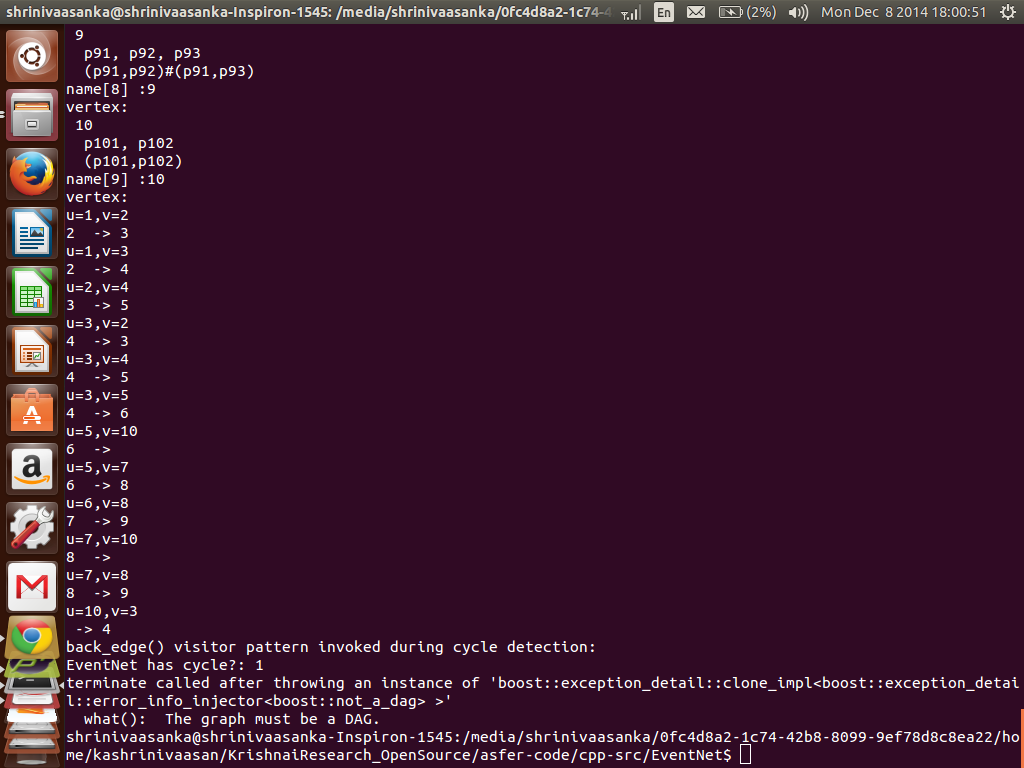 shrinivaasanka@shrinivaasanka-Inspiron-1545: /media/shrinivaasanka/0fc4d8a2-1c74-4 En (2%) Mon Dec 8 2014 18:00:51
9
p91, p92, p93
(p91,p92)#(p91,p93)
name[8] :9
vertex:
10
p101, p102
(p101,p102)
name[9] :10
vertex:
u=1,v=2
2 -> 3
u=1,v=3
2 -> 4
u=2,v=4
3 -> 5
u=3,v=2
4 -> 3
u=3,v=4
4 -> 5
u=3,v=5
4 -> 6
u=5,v=10
6 ->
u=5,v=7
6 -> 8
u=6,v=8
7 -> 9
u=7,v=10
8 ->
u=7,v=8
8 -> 9
u=10,v=3
-> 4
back_edge() visitor pattern invoked during cycle detection:
EventNet has cycle?: 1
terminate called after throwing an instance of 'boost::exception_detail::clone_impl<boost::exception_detai
l::error_info_injector<boost::not_a_dag> >'
what(): The graph must be a DAG.
shrinivaasanka@shrinivaasanka-Inspiron-1545:/media/shrinivaasanka/0fc4d8a2-1c74-42b8-8099-9ef78d8c8ea22/ho
me/kashrinivaasan/KrishnaiResearch_OpenSource/asfer-code/cpp-src/EventNet$